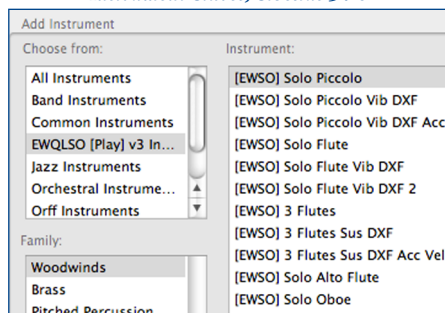 Add Instrument
Choose from:
All Instruments
Band Instruments
Common Instruments
EWQLSO [Play] v3 In...
Jazz Instruments
Orchestral Instrume...
Orff Instruments
Family:
Woodwinds
Brass
Pitched Percussion
Instrument:
[EWSO] Solo Piccolo
[EWSO] Solo Piccolo Vib DXF
[EWSO] Solo Piccolo Vib DXF Acc
[EWSO] Solo Flute
[EWSO] Solo Flute Vib DXF
[EWSO] Solo Flute Vib DXF 2
[EWSO] 3 Flutes
[EWSO] 3 Flutes Sus DXF
[EWSO] 3 Flutes Sus DXF Acc Vel
[EWSO] Solo Alto Flute
[EWSO] Solo Oboe